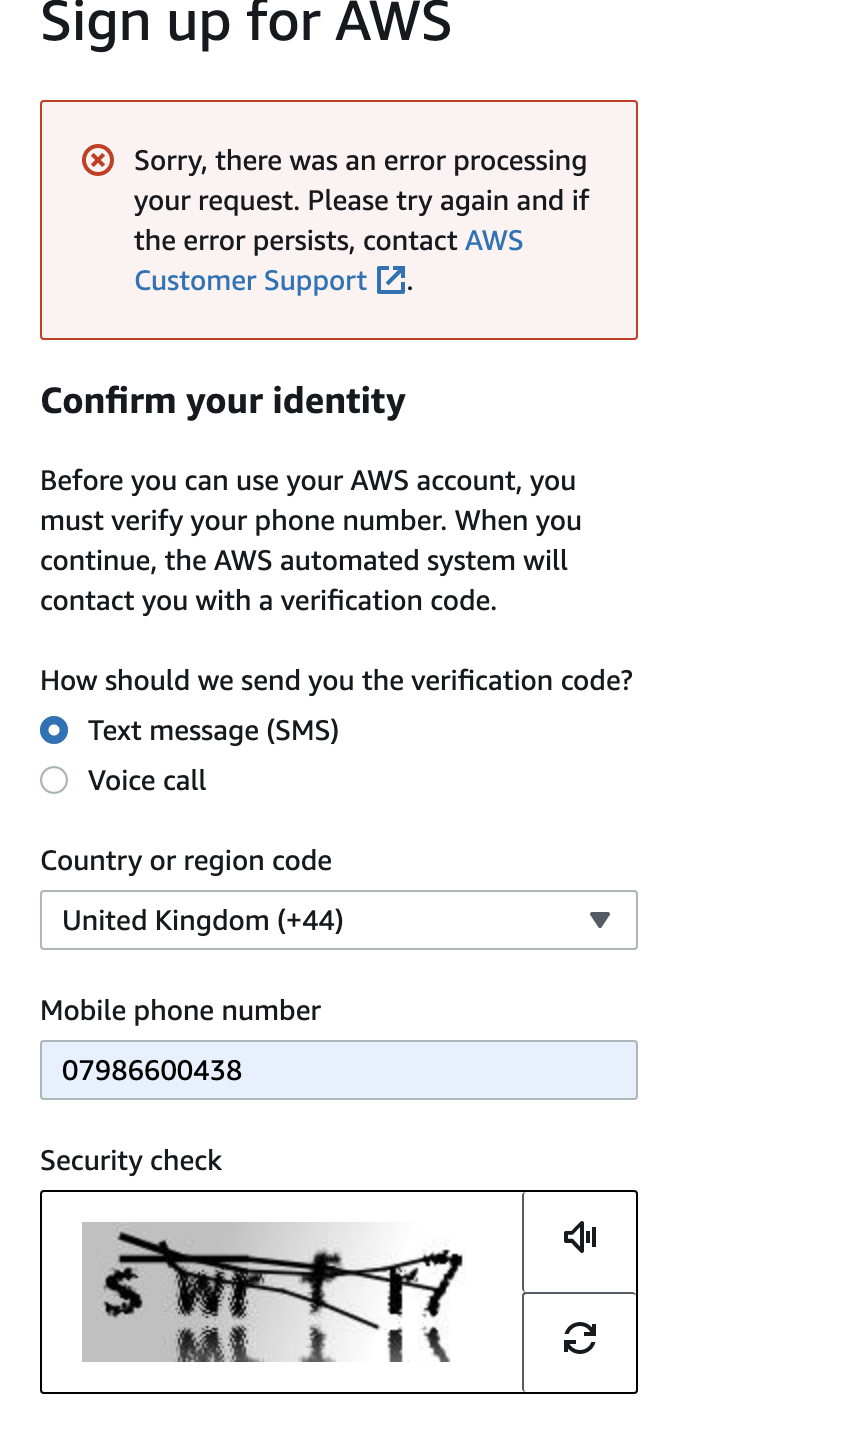 Sign up for AWS
Sorry, there was an error processing
your request. Please try again and if
the error persists, contact AWS
Customer Support.
Confirm your identity
Before you can use your AWS account, you
must verify your phone number. When you
continue, the AWS automated system will
contact you with a verification code.
How should we send you the verification code?
Text message (SMS)
Voice call
Country or region code
United Kingdom (+44)
Mobile phone number
07986600438
Security check